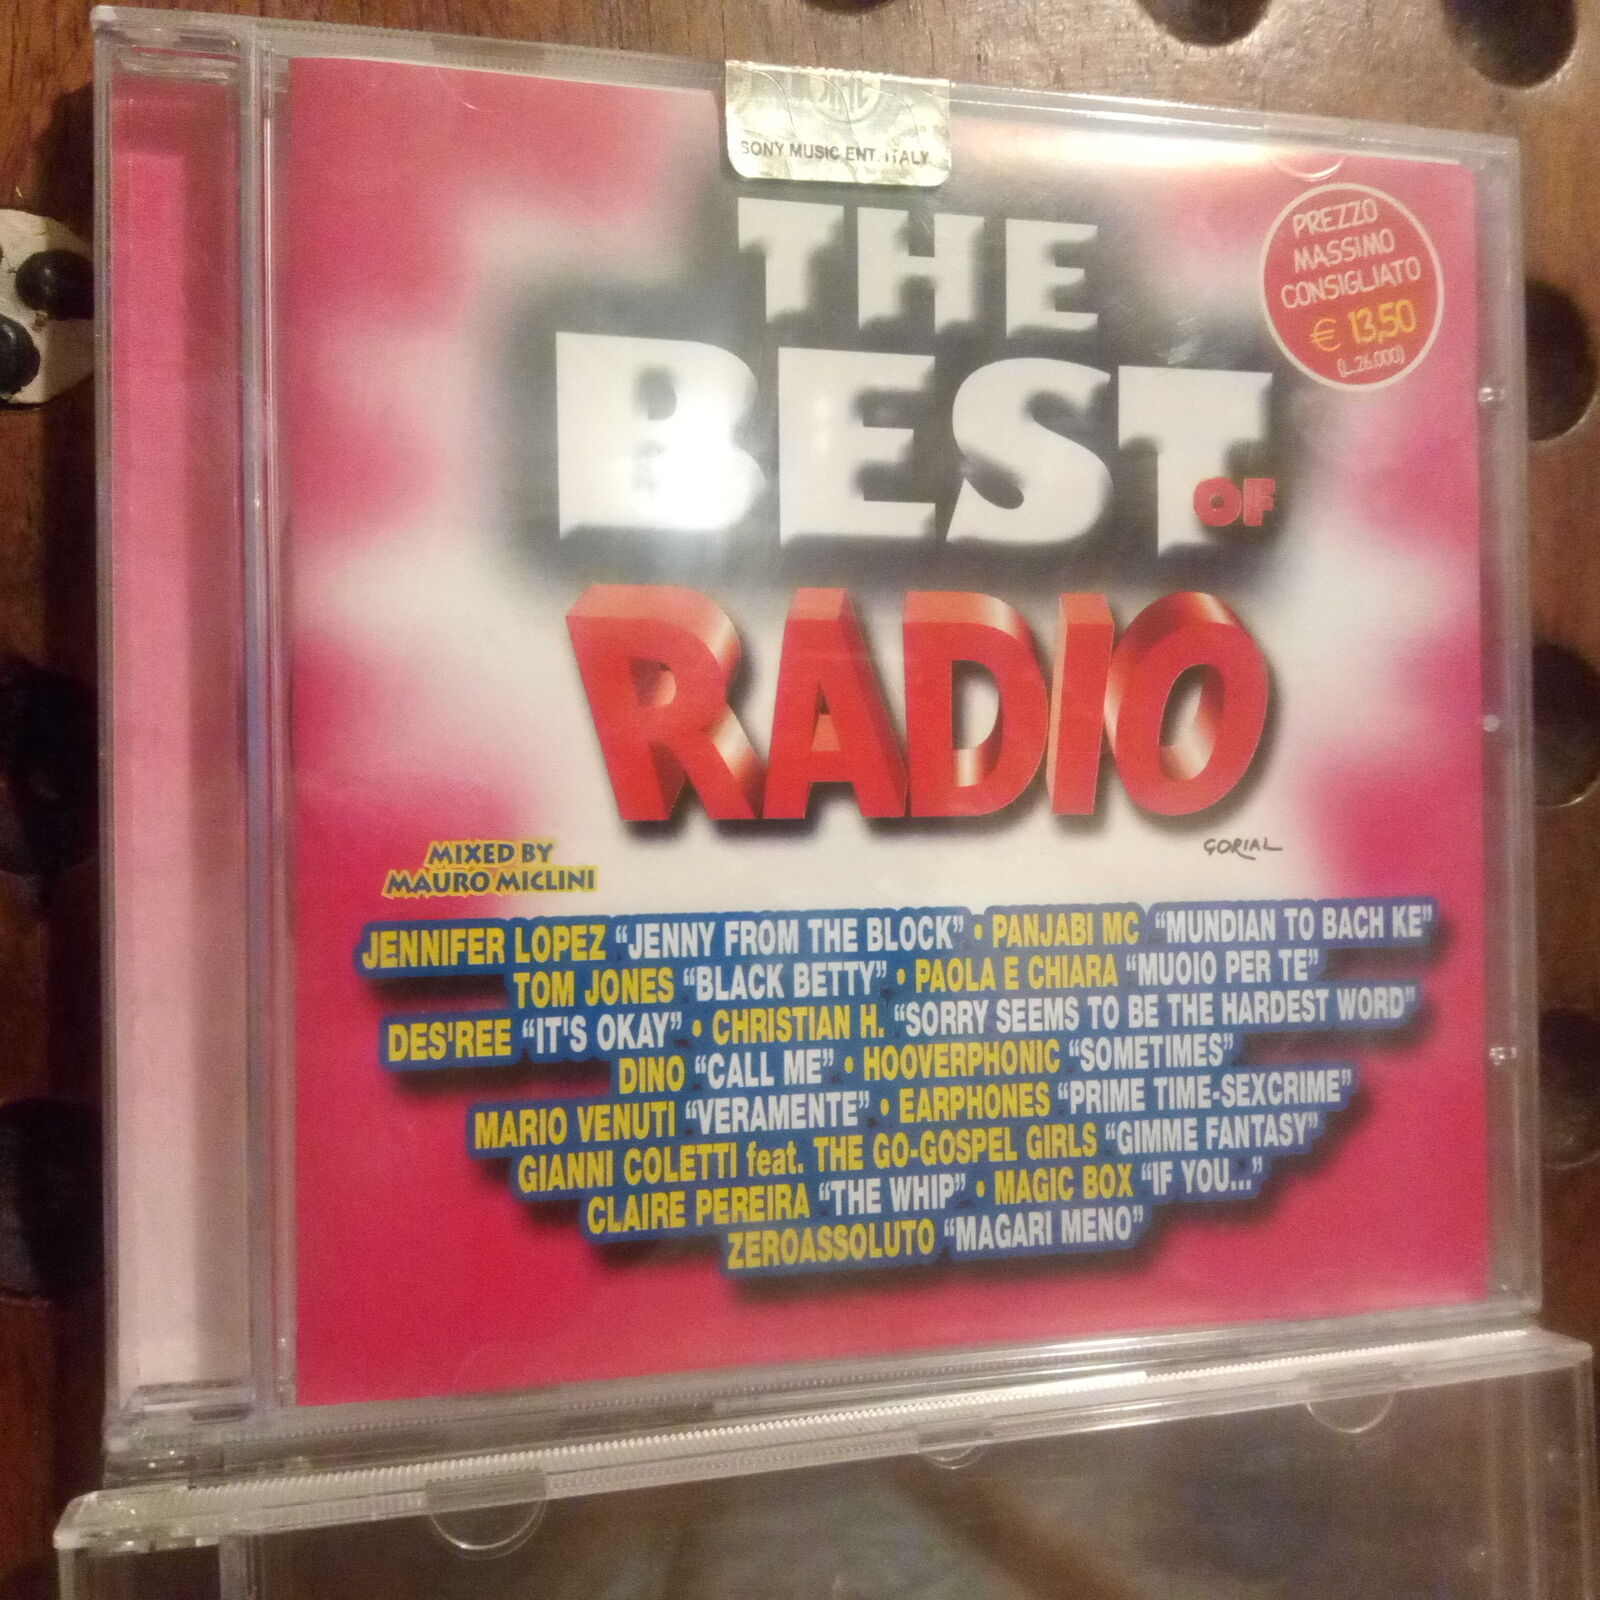 SONY MUSIC ENT. ITALY
PREZZO
MASSIMO
CONSIGLIATO
€ 13,50
(L. 26.000)
THE
BEST
OF
RADIO
GORIAL
MIXED BY
MAURO MICLINI
JENNIFER LOPEZ “JENNY FROM THE BLOCK” • PANJABI MC “MUNDIAN TO BACH KE”
TOM JONES “BLACK BETTY” • PAOLA E CHIARA “MUOIO PER TE”
DES'REE “IT'S OKAY” • CHRISTIAN H. “SORRY SEEMS TO BE THE HARDEST WORD”
DINO “CALL ME” • HOOVERPHONIC “SOMETIMES”
MARIO VENUTI “VERAMENTE” • EARPHONES “PRIME TIME-SEXCRIME”
GIANNI COLETTI feat. THE GO-GOSPEL GIRLS “GIMME FANTASY”
CLAIRE PEREIRA “THE WHIP” • MAGIC BOX “IF YOU...”
ZEROASSOLUTO “MAGARI MENO”